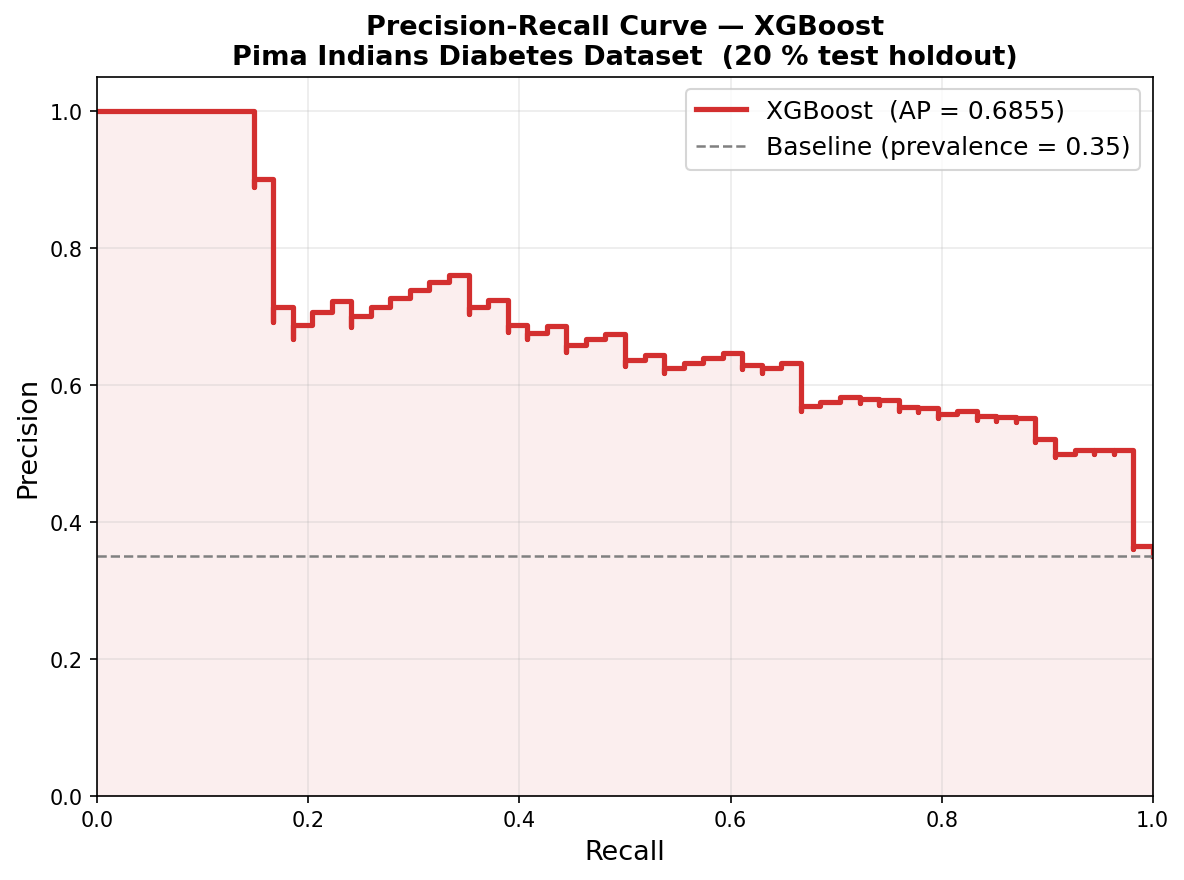 Precision-Recall Curve — XGBoost
Pima Indians Diabetes Dataset  (20 % test holdout)
XGBoost  (AP = 0.6855)
Baseline (prevalence = 0.35)
Precision
1.0
0.8
0.6
0.4
0.2
0.0
0.0 0.2 0.4 0.6 0.8 1.0
Recall